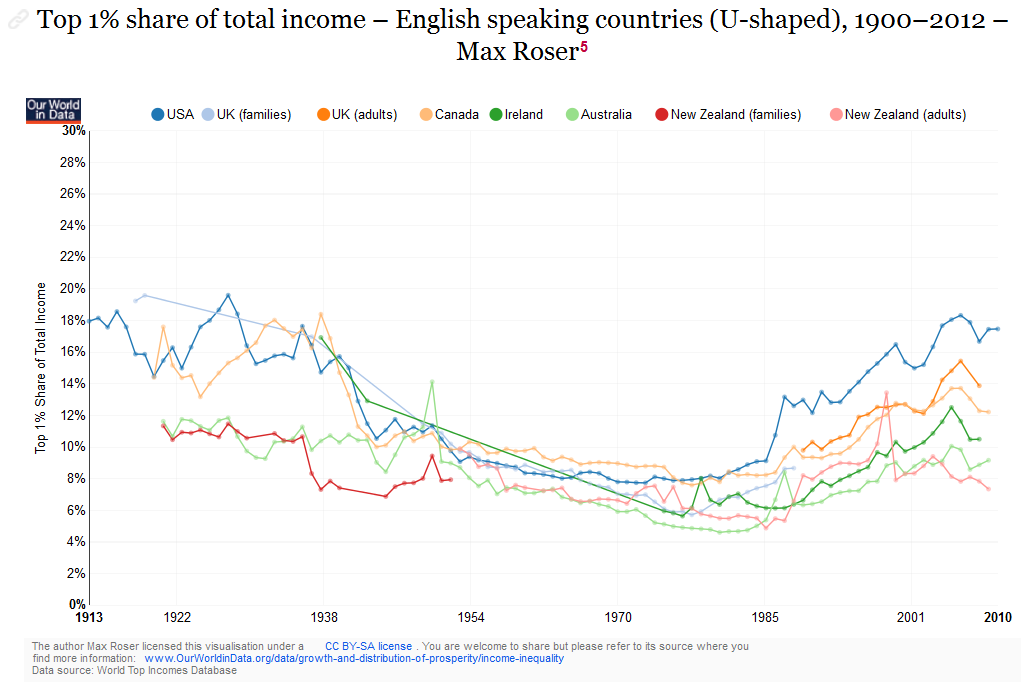 Top 1% share of total income – English speaking countries (U-shaped), 1900–2012 –
Max Roser5
Our World
in Data
USA UK (families) UK (adults) Canada Ireland Australia New Zealand (families) New Zealand (adults)
30%
28%
26%
24%
22%
20%
18%
16%
14%
12%
10%
8%
6%
4%
2%
0%
Top 1% Share of Total Income
1913 1922 1938 1954 1970 1985 2001 2010
The author Max Roser licensed this visualisation under a CC BY-SA license . You are welcome to share but please refer to its source where you
find more information: www.OurWorldinData.org/data/growth-and-distribution-of-prosperity/income-inequality
Data source: World Top Incomes Database